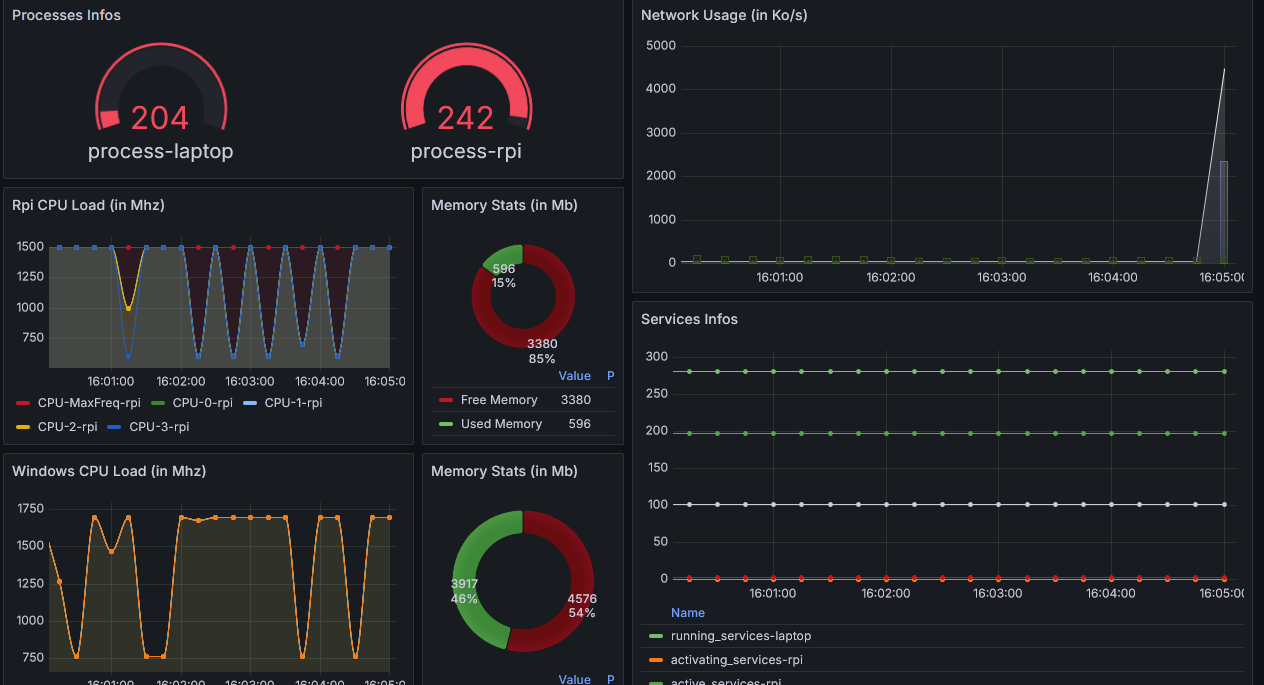 Processes Infos
204
process-laptop
242
process-rpi
Network Usage (in Ko/s)
5000
4000
3000
2000
1000
0
16:01:00 16:02:00 16:03:00 16:04:00 16:05:00
Rpi CPU Load (in Mhz)
1500
1250
1000
750
16:01:00 16:02:00 16:03:00 16:04:00 16:05:0
CPU-MaxFreq-rpi CPU-0-rpi CPU-1-rpi
CPU-2-rpi CPU-3-rpi
Memory Stats (in Mb)
596
15%
3380
85%
Value P
Free Memory 3380
Used Memory 596
Services Infos
300
250
200
150
100
50
0
16:01:00 16:02:00 16:03:00 16:04:00 16:05:00
Name
running_services-laptop
activating_services-rpi
active_services-rpi
Windows CPU Load (in Mhz)
1750
1500
1250
1000
750
16:01:00 16:02:00 16:03:00 16:04:00 16:05:0
Memory Stats (in Mb)
3917
46%
4576
54%
Value P